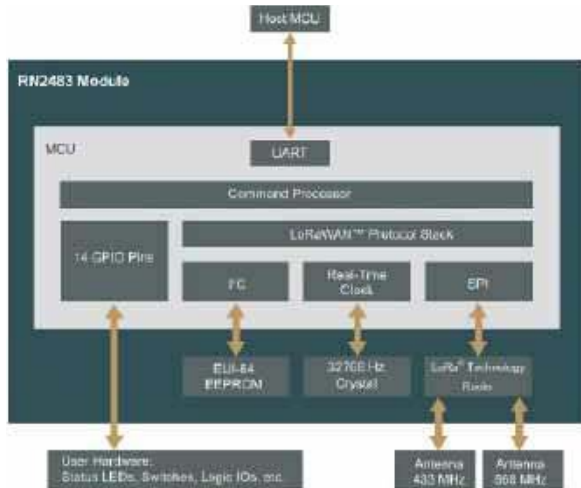 Host MCU
RN2483 Module
MCU
UART
Command Processor
14 GPIO Pins
LoRaWAN™ Protocol Stack
I²C
Real-Time
Clock
SPI
EUI-64
EEPROM
32768 Hz
Crystal
LoRa® Technology
Radio
User Hardware:
Status LEDs, Switches, Logic IOs, etc.
Antenna
433 MHz
Antenna
868 MHz